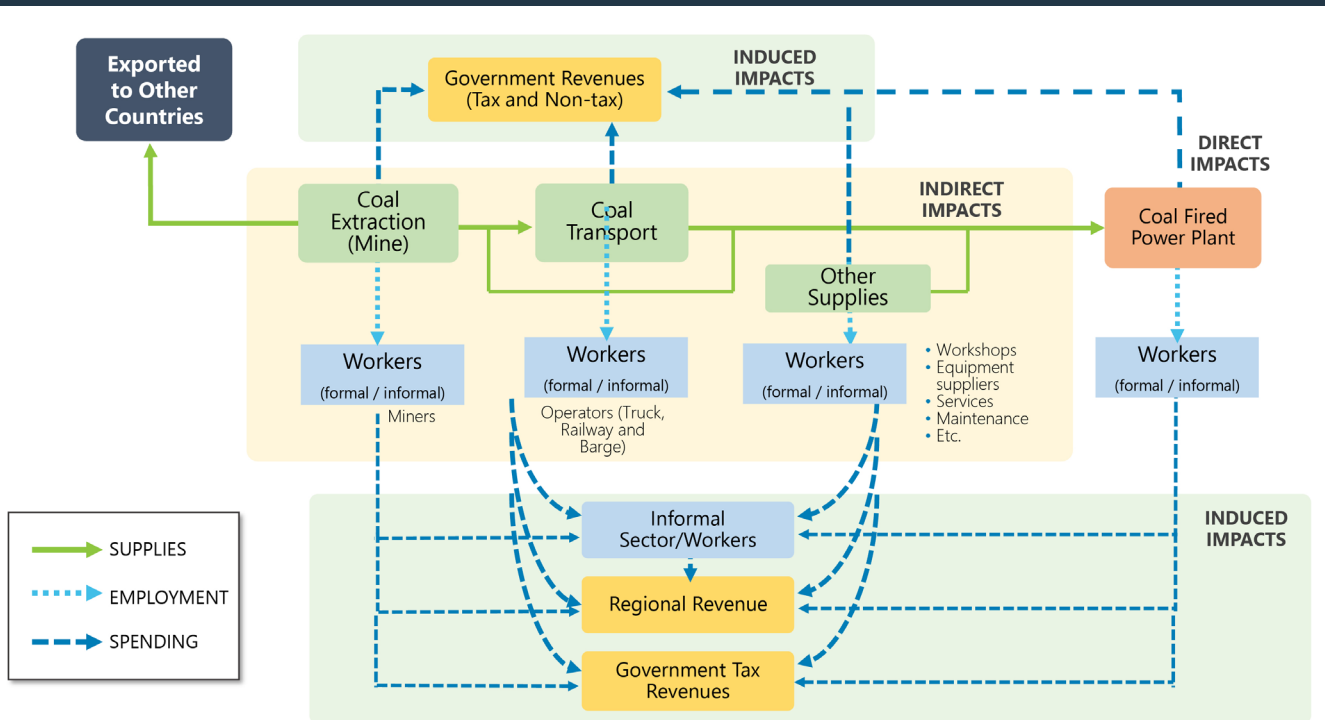 Exported
to Other
Countries
Government Revenues
(Tax and Non-tax)
INDUCED
IMPACTS
DIRECT
IMPACTS
Coal
Extraction
(Mine)
Coal
Transport
INDIRECT
IMPACTS
Coal Fired
Power Plant
Other
Supplies
Workers
(formal / informal)
Miners
Workers
(formal / informal)
Operators (Truck,
Railway and
Barge)
Workers
(formal / informal)
• Workshops
• Equipment
suppliers
• Services
• Maintenance
• Etc.
Workers
(formal / informal)
SUPPLIES
EMPLOYMENT
SPENDING
Informal
Sector/Workers
INDUCED
IMPACTS
Regional Revenue
Government Tax
Revenues